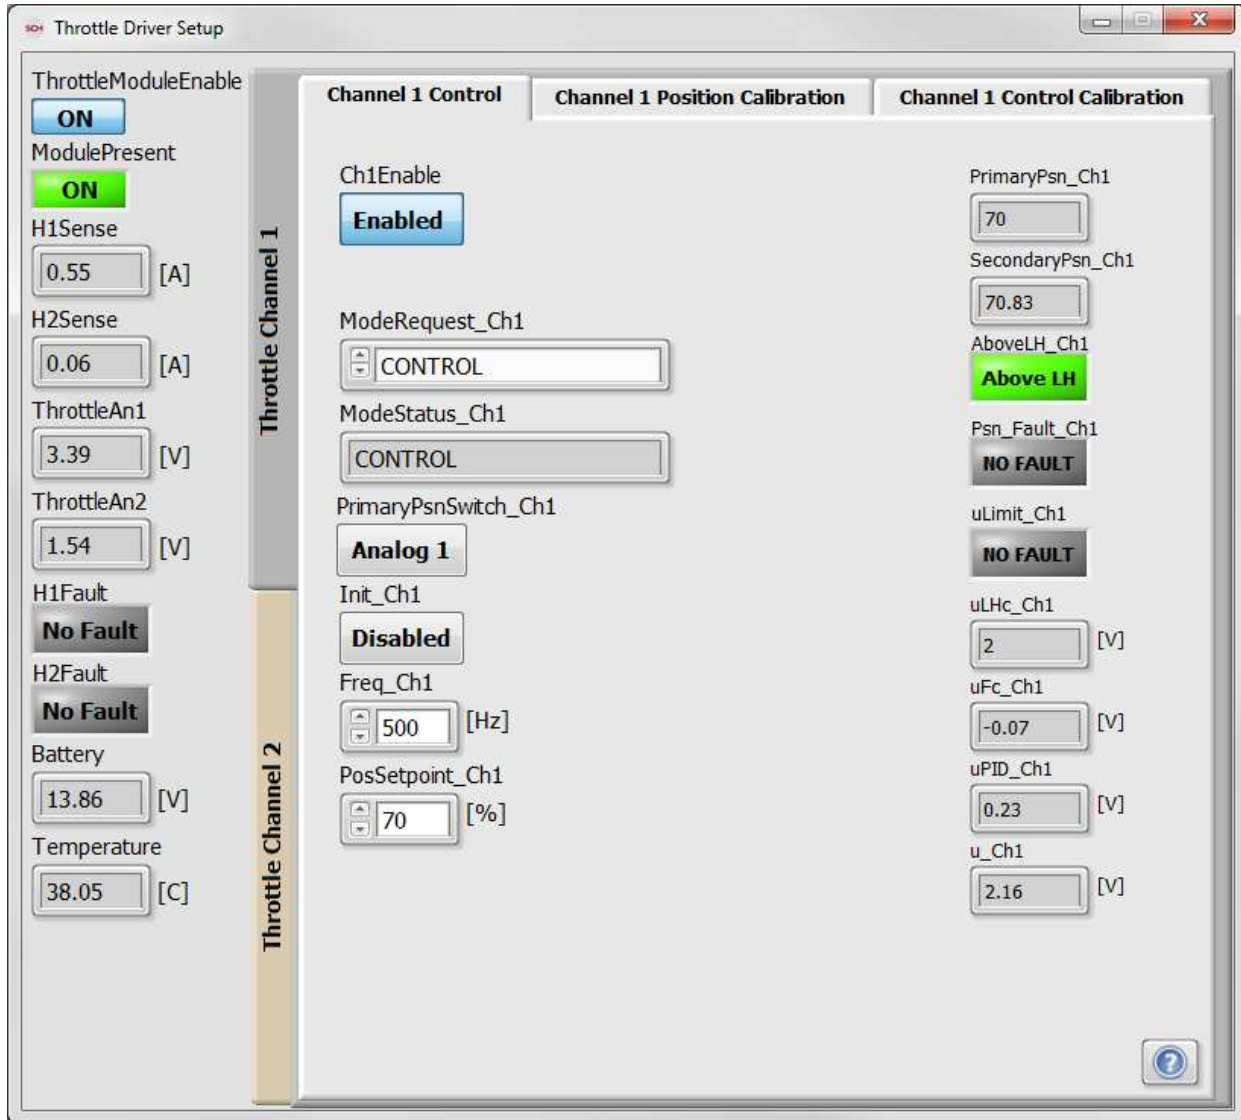 SCM Throttle Driver Setup
ThrottleModuleEnable
ON
ModulePresent
ON
H1Sense
0.55 [A]
H2Sense
0.06 [A]
ThrottleAn1
3.39 [V]
ThrottleAn2
1.54 [V]
H1Fault
No Fault
H2Fault
No Fault
Battery
13.86 [V]
Temperature
38.05 [C]
Throttle Channel 1
Throttle Channel 2
Channel 1 Control Channel 1 Position Calibration Channel 1 Control Calibration
Ch1Enable
Enabled
ModeRequest_Ch1
CONTROL
ModeStatus_Ch1
CONTROL
PrimaryPsnSwitch_Ch1
Analog 1
Init_Ch1
Disabled
Freq_Ch1
500 [Hz]
PosSetpoint_Ch1
70 [%]
PrimaryPsn_Ch1
70
SecondaryPsn_Ch1
70.83
AboveLH_Ch1
Above LH
Psn_Fault_Ch1
NO FAULT
uLimit_Ch1
NO FAULT
uLHc_Ch1
2 [V]
uFc_Ch1
-0.07 [V]
uPID_Ch1
0.23 [V]
u_Ch1
2.16 [V]
?